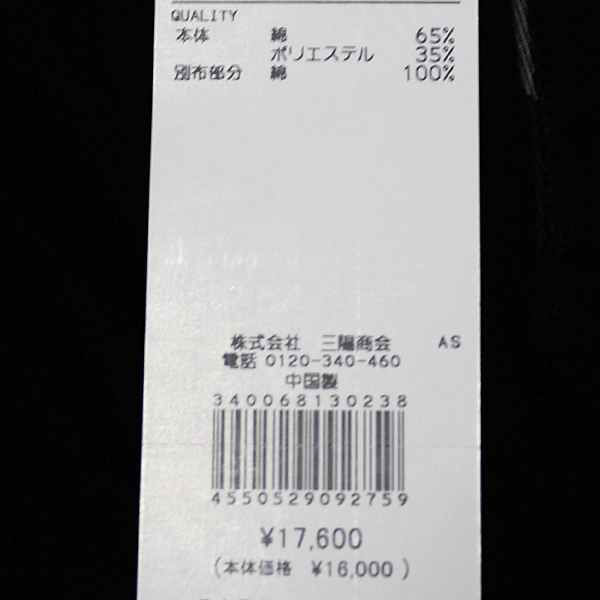 QUALITY
本体 綿 65%
ポリエステル 35%
別布部分 綿 100%
株式会社 三陽商会 AS
電話 0120-340-460
中国製
340068130238
4550529092759
¥17,600
(本体価格 ¥16,000 )